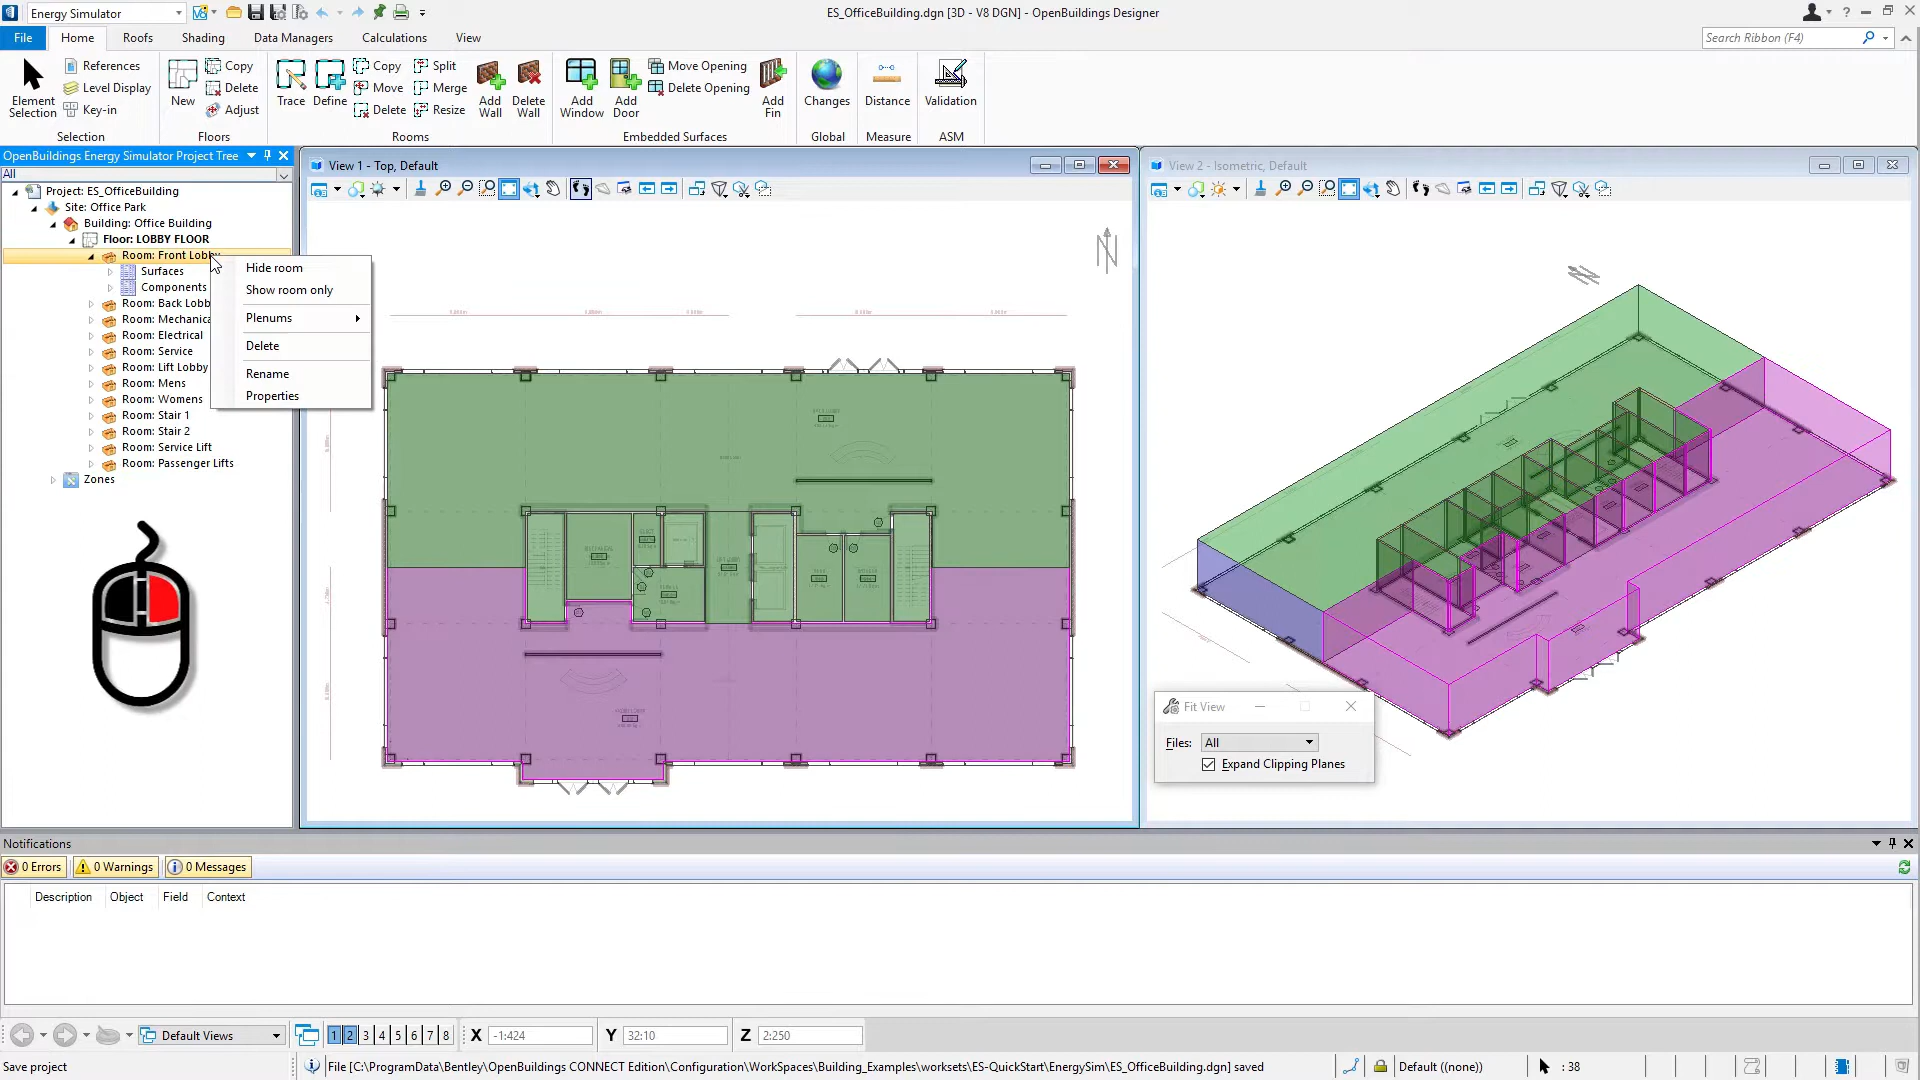 Energy Simulator
ES_OfficeBuilding.dgn [3D - V8 DGN] - OpenBuildings Designer
File
Home
Roofs
Shading
Data Managers
Calculations
View
Search Ribbon (F4)
Element Selection
References
Level Display
Key-in
Selection
New
Copy
Delete
Adjust
Floors
Trace
Define
Copy
Move
Delete
Split
Merge
Resize
Add Wall
Delete Wall
Rooms
Add Window
Add Door
Move Opening
Delete Opening
Add Fin
Embedded Surfaces
Changes
Global
Distance
Measure
Validation
ASM
OpenBuildings Energy Simulator Project Tree
All
Project: ES_OfficeBuilding
Site: Office Park
Building: Office Building
Floor: LOBBY FLOOR
Room: Front Lobby
Surfaces
Components
Room: Back Lobb
Room: Mechanica
Room: Electrical
Room: Service
Room: Lift Lobby
Room: Mens
Room: Womens
Room: Stair 1
Room: Stair 2
Room: Service Lift
Room: Passenger Lifts
Zones
Hide room
Show room only
Plenums
Delete
Rename
Properties
View 1 - Top, Default
View 2 - Isometric, Default
N
Fit View
Files: All
Expand Clipping Planes
Notifications
0 Errors
0 Warnings
0 Messages
Description
Object
Field
Context
Default Views
1 2 3 4 5 6 7 8
X -1:424
Y 32:10
Z 2:250
Save project
File [C:\ProgramData\Bentley\OpenBuildings CONNECT Edition\Configuration\WorkSpaces\Building_Examples\worksets\ES-QuickStart\EnergySim\ES_OfficeBuilding.dgn] saved
Default ((none))
: 38